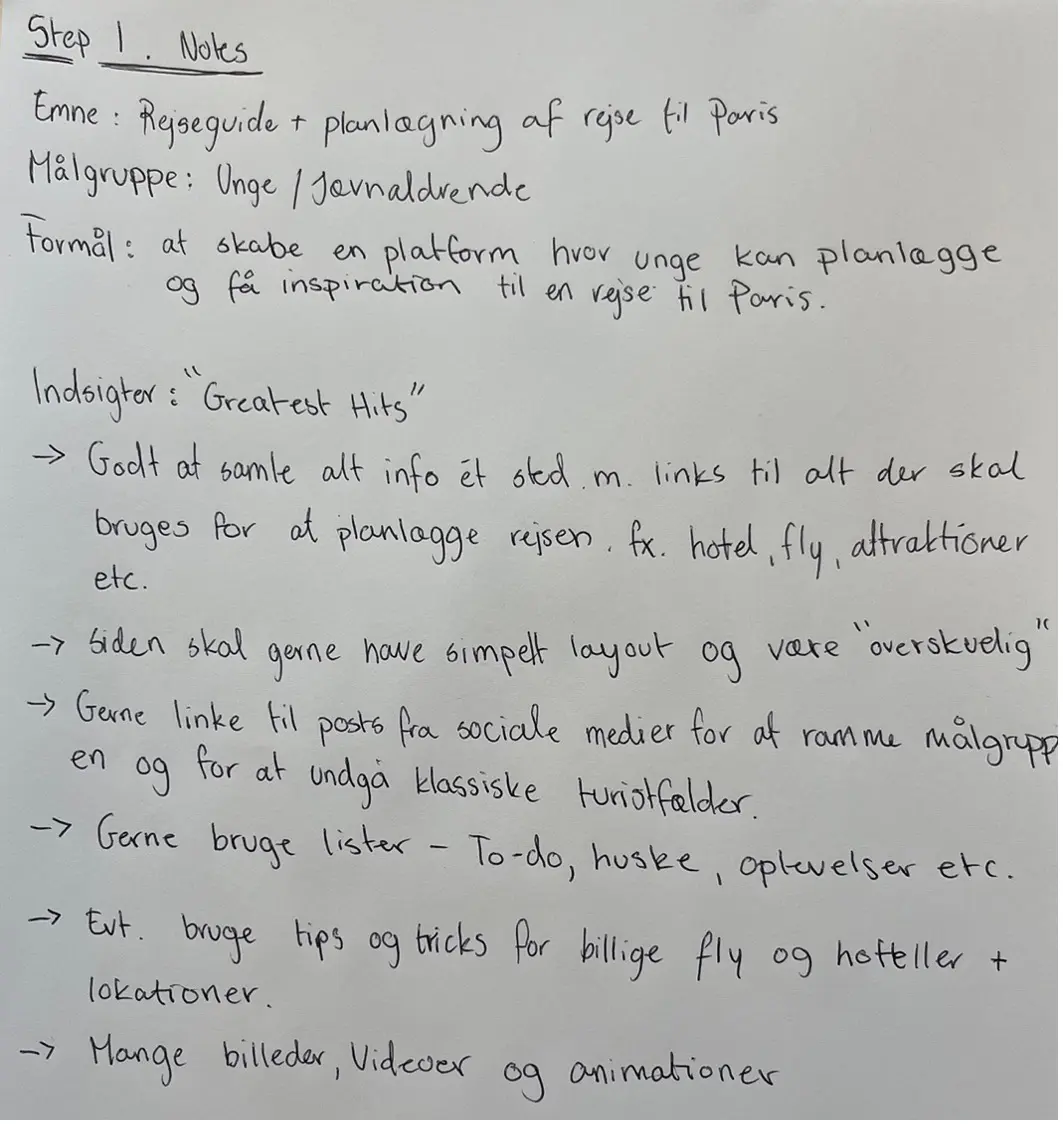 Step 1. Notes
Emne: Rejseguide + planlægning af rejse til Paris
Målgruppe: Unge / Jævnaldrende
Formål: at skabe en platform hvor unge kan planlægge
og få inspiration til en rejse til Paris.
Indsigter: "Greatest Hits"
→ Godt at samle alt info ét sted m. links til alt der skal
bruges for at planlægge rejsen. fx. hotel, fly, attraktioner
etc.
→ Siden skal gerne have simpelt layout og være "overskuelig"
→ Gerne linke til posts fra sociale medier for at ramme målgrupp
en og for at undgå klassiske turistfælder.
→ Gerne bruge lister - To-do, huske, oplevelser etc.
→ Evt. bruge tips og tricks for billige fly og hoteller +
lokationer.
→ Mange billeder, Videoer og animationer